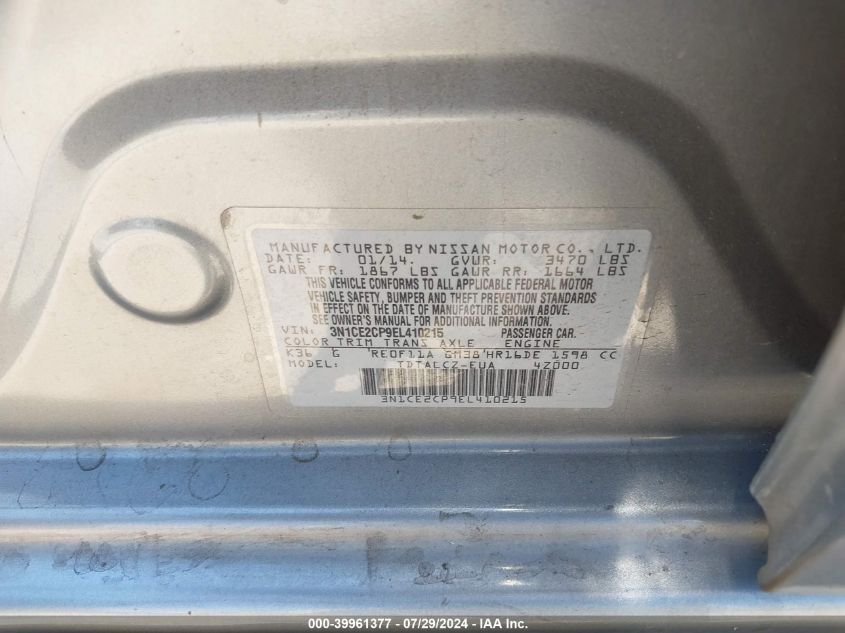 MANUFACTURED BY NISSAN MOTOR CO., LTD.
DATE: 01/14. GVWR: 3470 LBS
GAWR FR: 1867 LBS GAWR RR: 1664 LBS
THIS VEHICLE CONFORMS TO ALL APPLICABLE FEDERAL MOTOR
VEHICLE SAFETY, BUMPER AND THEFT PREVENTION STANDARDS
IN EFFECT ON THE DATE OF MANUFACTURE SHOWN ABOVE.
SEE OWNER'S MANUAL FOR ADDITIONAL INFORMATION.
VIN: 3N1CE2CP9EL410215 PASSENGER CAR.
COLOR TRIM TRANS AXLE ENGINE
K36 G RE0F11A GM38 HR16DE 1598 CC
MODEL: TDTALCZ-EUA 4Z000
3N1CE2CP9EL410215
000-39961377 - 07/29/2024 - IAA Inc.